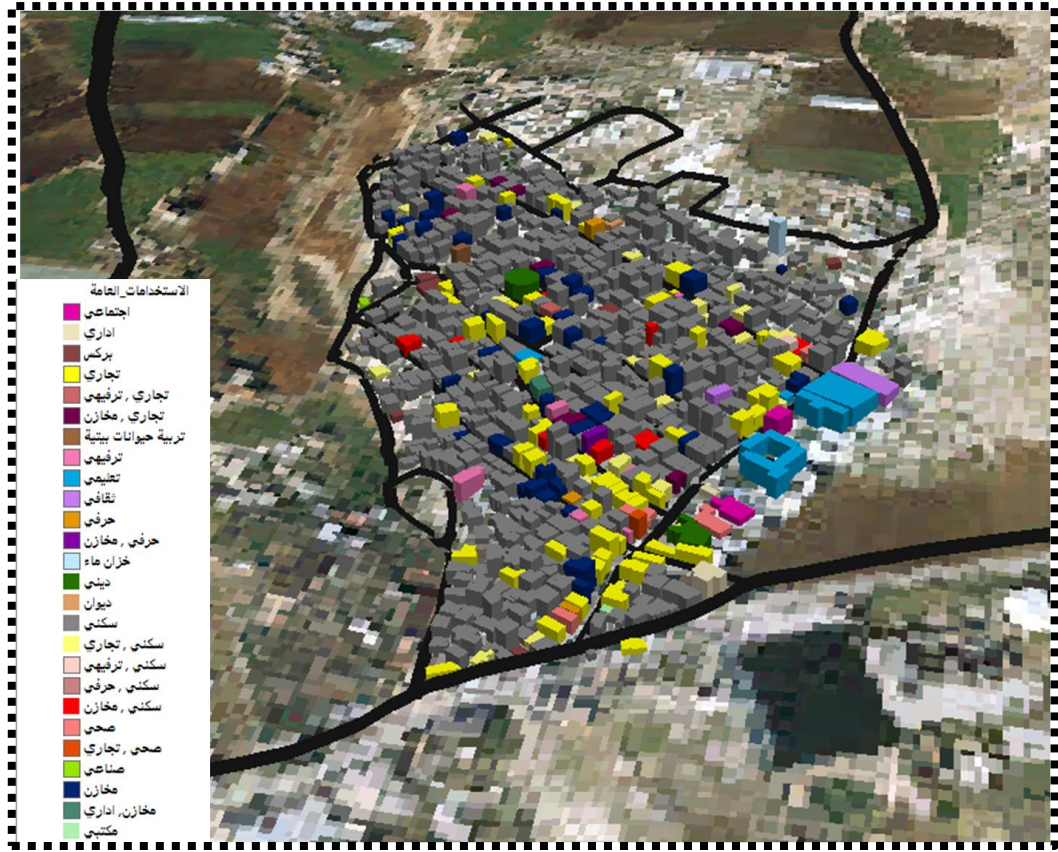 الاستخدامات_العامة
اجتماعي
اداري
بركس
تجاري
تجاري , ترفيهي
تجاري , مخازن
تربية حيوانات بيتية
ترفيهي
تعليمي
ثقافي
حرفي
حرفي , مخازن
خزان ماء
ديني
ديوان
سكني
سكني , تجاري
سكني , ترفيهي
سكني , حرفي
سكني , مخازن
صحي
صحي , تجاري
صناعي
مخازن
مخازن, اداري
مكتبي